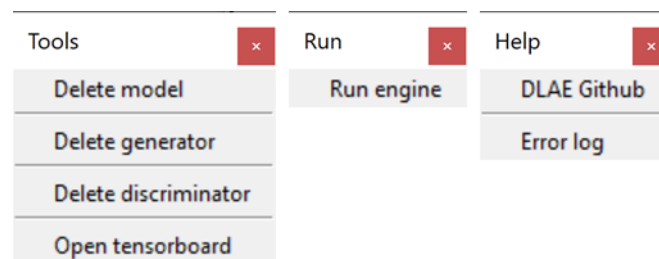 Tools
Delete model
Delete generator
Delete discriminator
Open tensorboard
Run
Run engine
Help
DLAE Github
Error log